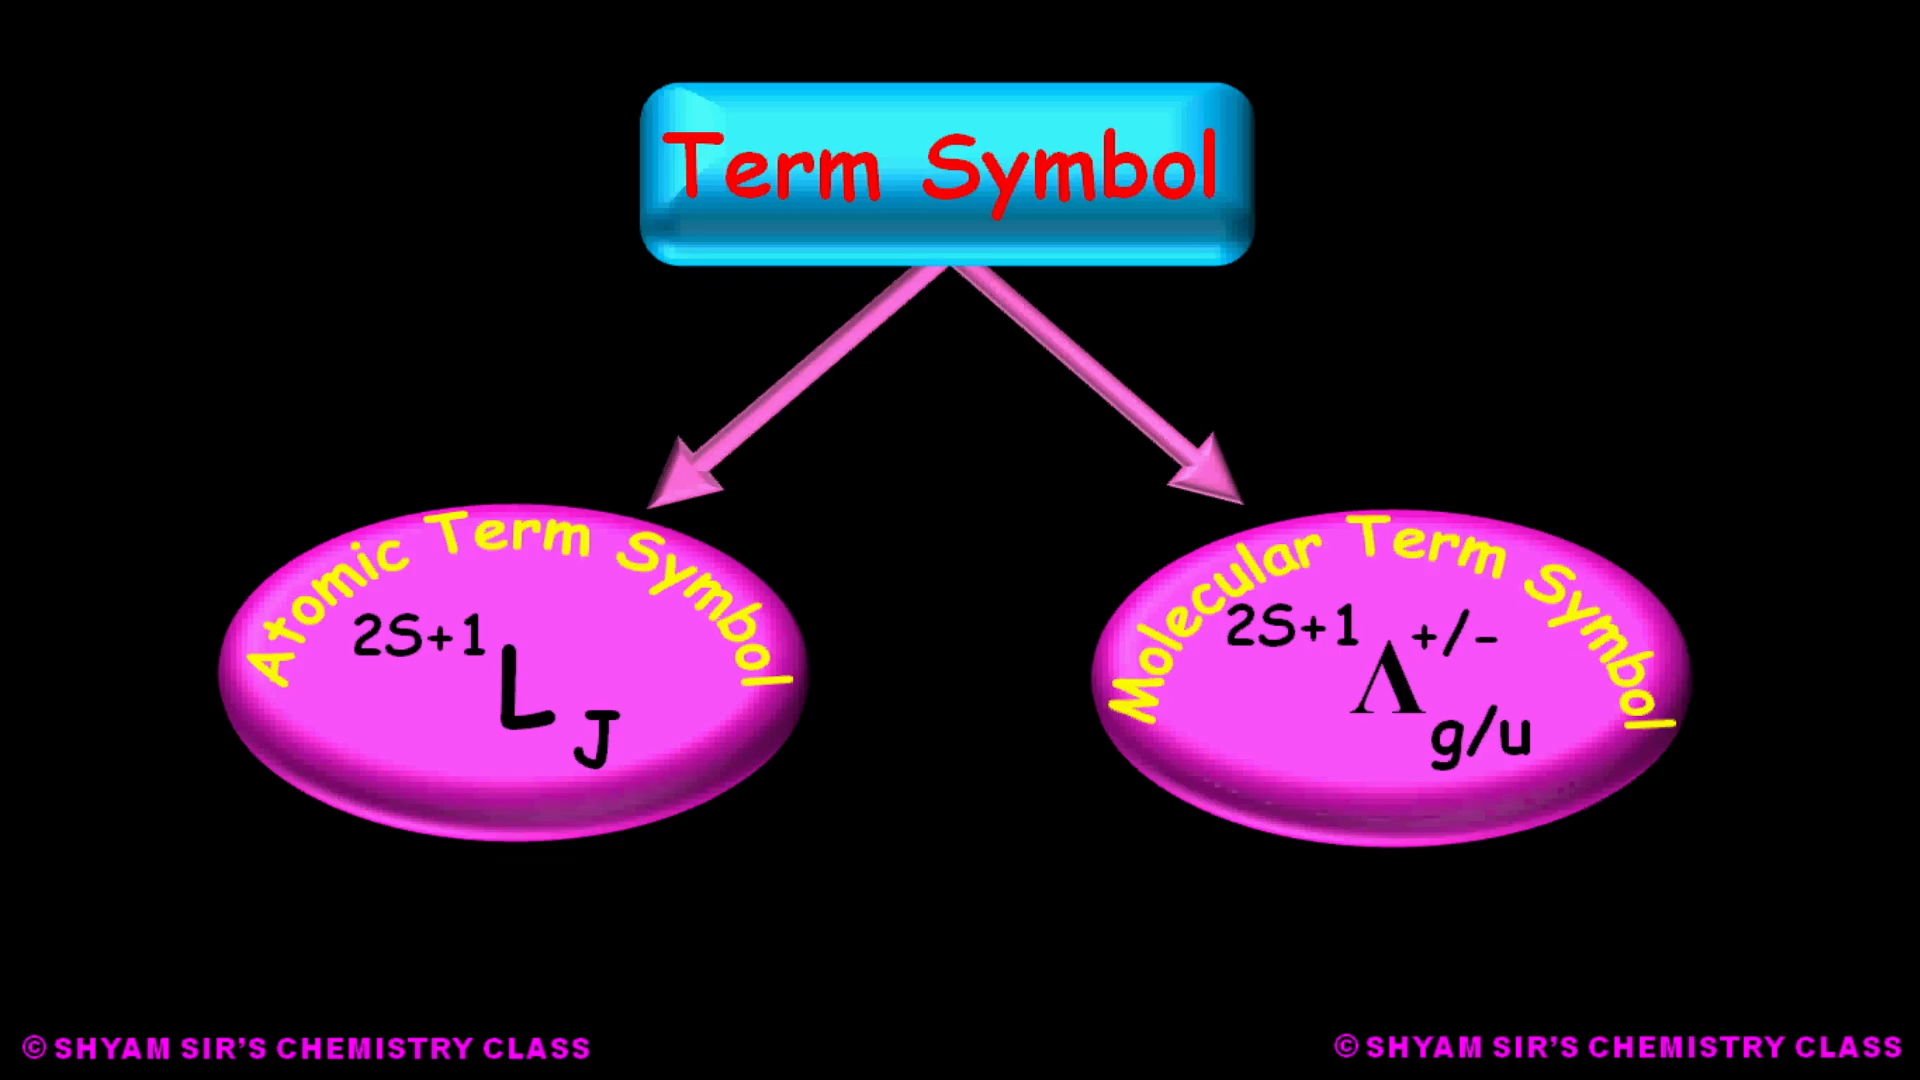 Term Symbol
Atomic Term Symbol
2S+1
L
J
Molecular Term Symbol
2S+1
Λ
+/-
g/u
© SHYAM SIR'S CHEMISTRY CLASS
© SHYAM SIR'S CHEMISTRY CLASS